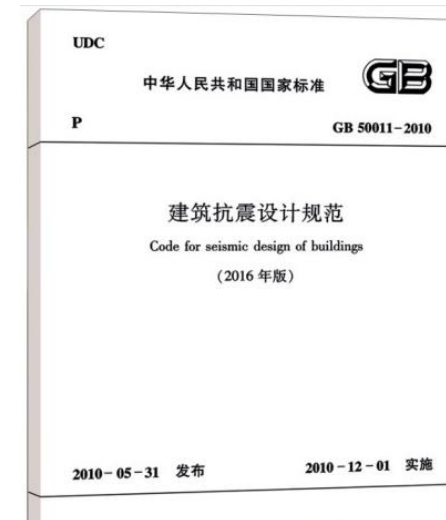 UDC
中华人民共和国国家标准 GB
P GB 50011-2010
建筑抗震设计规范
Code for seismic design of buildings
(2016 年版)
2010-05-31 发布 2010-12-01 实施